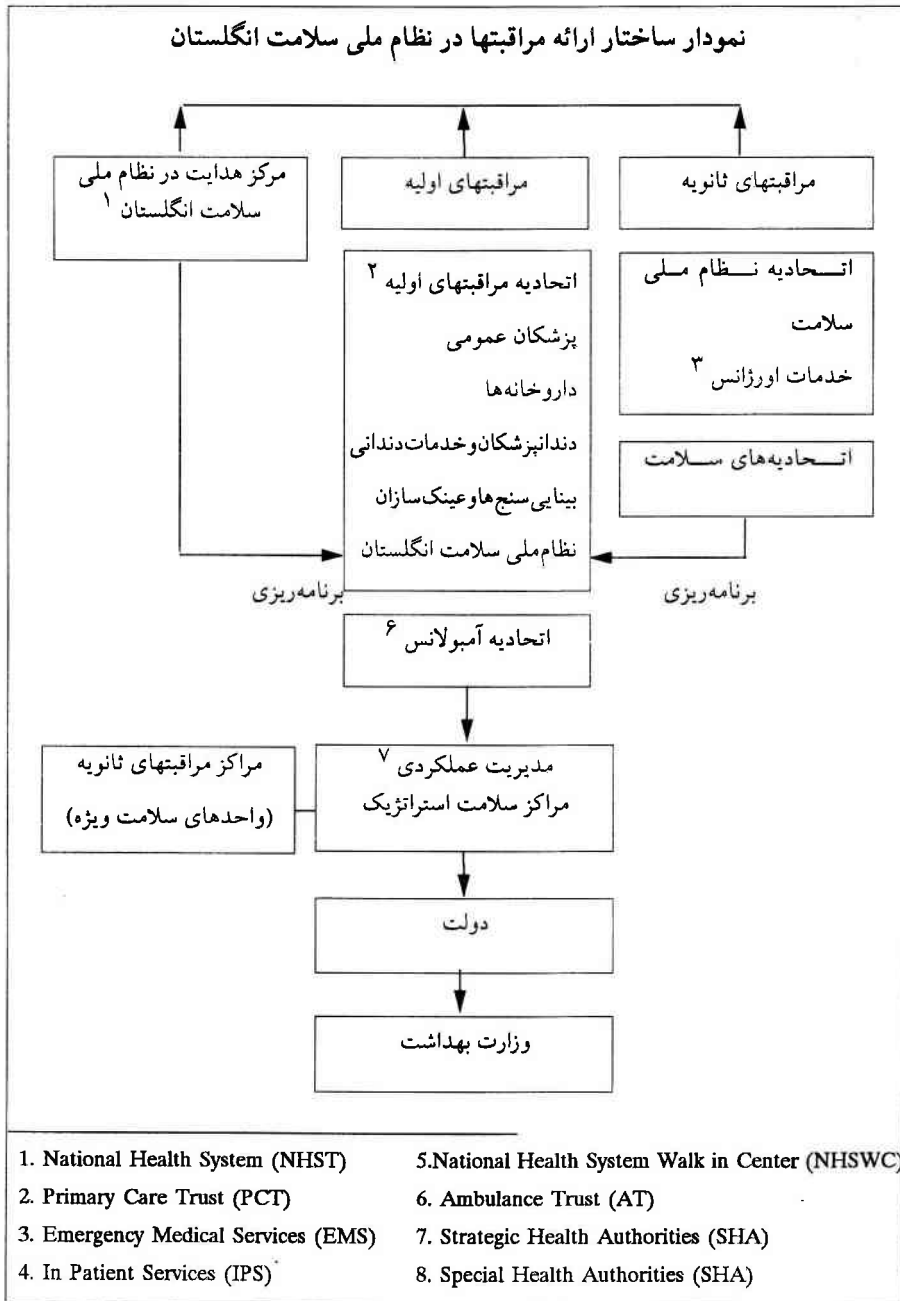 نمودار ساختار ارائه مراقبتها در نظام ملی سلامت انگلستان
مراقبتهای ثانویه
مراقبتهای اولیه
مرکز هدایت در نظام ملی
سلامت انگلستان ۱
اتحادیه نظام ملی
سلامت
خدمات اورژانس ۳
اتحادیه‌های سلامت
اتحادیه مراقبتهای اولیه ۲
پزشکان عمومی
داروخانه‌ها
دندانپزشکان و خدمات دندانی
بینایی سنج‌ها و عینک سازان
نظام ملی سلامت انگلستان
برنامه‌ریزی
برنامه‌ریزی
اتحادیه آمبولانس ۶
مدیریت عملکردی ۷
مراکز سلامت استراتژیک
مراکز مراقبتهای ثانویه
(واحدهای سلامت ویژه)
دولت
وزارت بهداشت
1. National Health System (NHST)
2. Primary Care Trust (PCT)
3. Emergency Medical Services (EMS)
4. In Patient Services (IPS)
5.National Health System Walk in Center (NHSWC)
6. Ambulance Trust (AT)
7. Strategic Health Authorities (SHA)
8. Special Health Authorities (SHA)